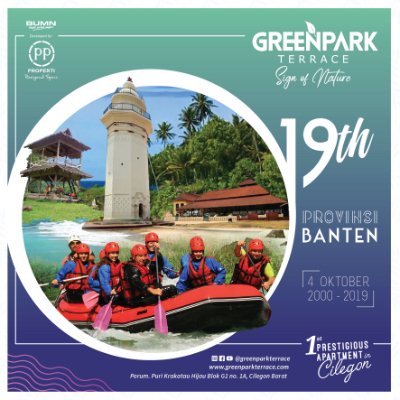 BUMN
Developed by:
PP
PROPERTI
GREENPARK
TERRACE
Sign of Nature
19th
PROVINSI
BANTEN
4 OKTOBER
2000 - 2019
1ST PRESTIGIOUS
APARTMENT in
Cilegon
@greenparkterrace
www.greenparkterrace.com
Perum. Puri Krakatau Hijau Blok G1 no. 1A, Cilegon Barat